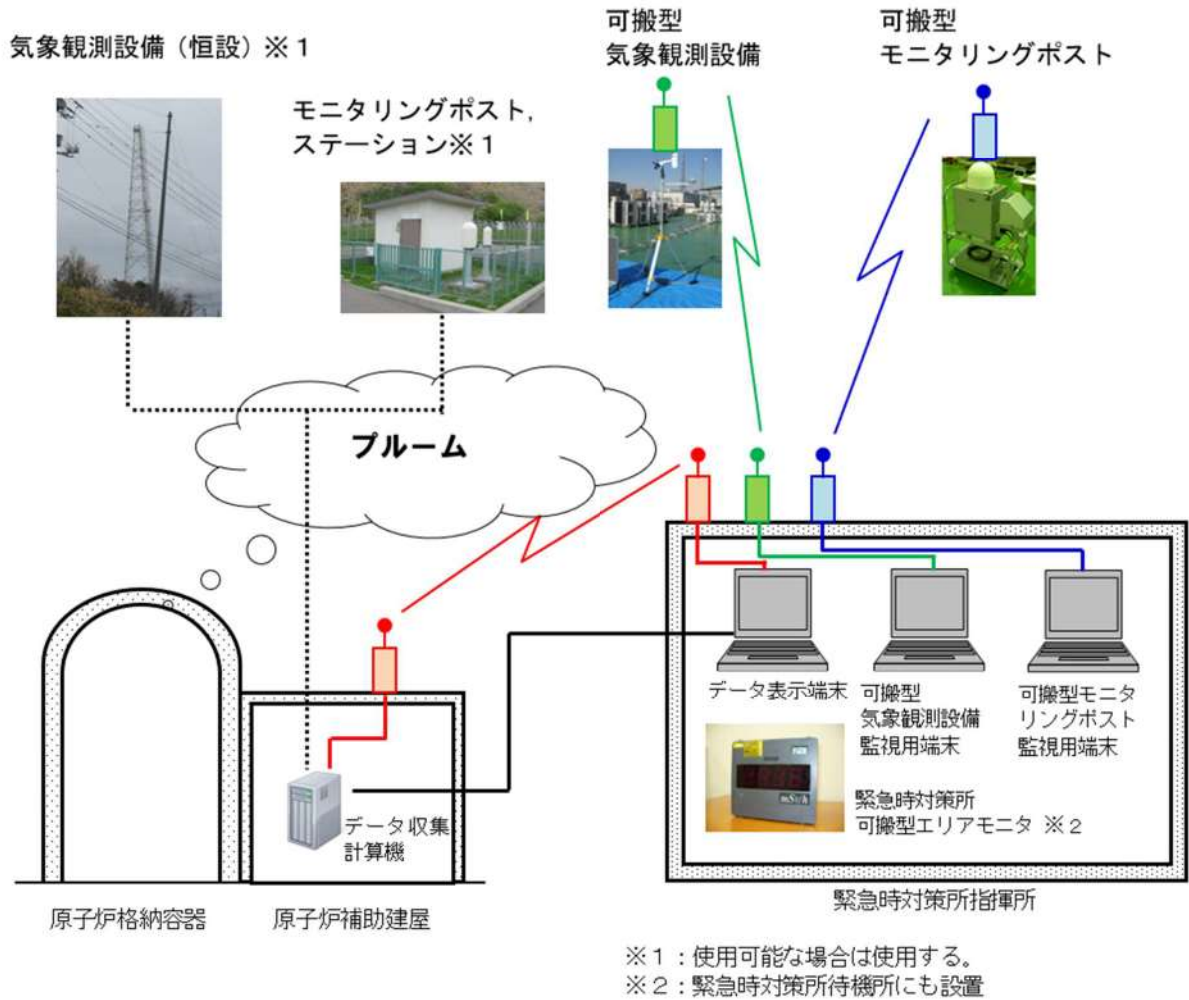 気象観測設備（恒設）※１
モニタリングポスト，
ステーション※１
可搬型
気象観測設備
可搬型
モニタリングポスト
プルーム
データ表示端末
可搬型
気象観測設備
監視用端末
可搬型モニタ
リングポスト
監視用端末
緊急時対策所
可搬型エリアモニタ ※２
データ収集
計算機
原子炉格納容器
原子炉補助建屋
緊急時対策所指揮所
※１：使用可能な場合は使用する。
※２：緊急時対策所待機所にも設置